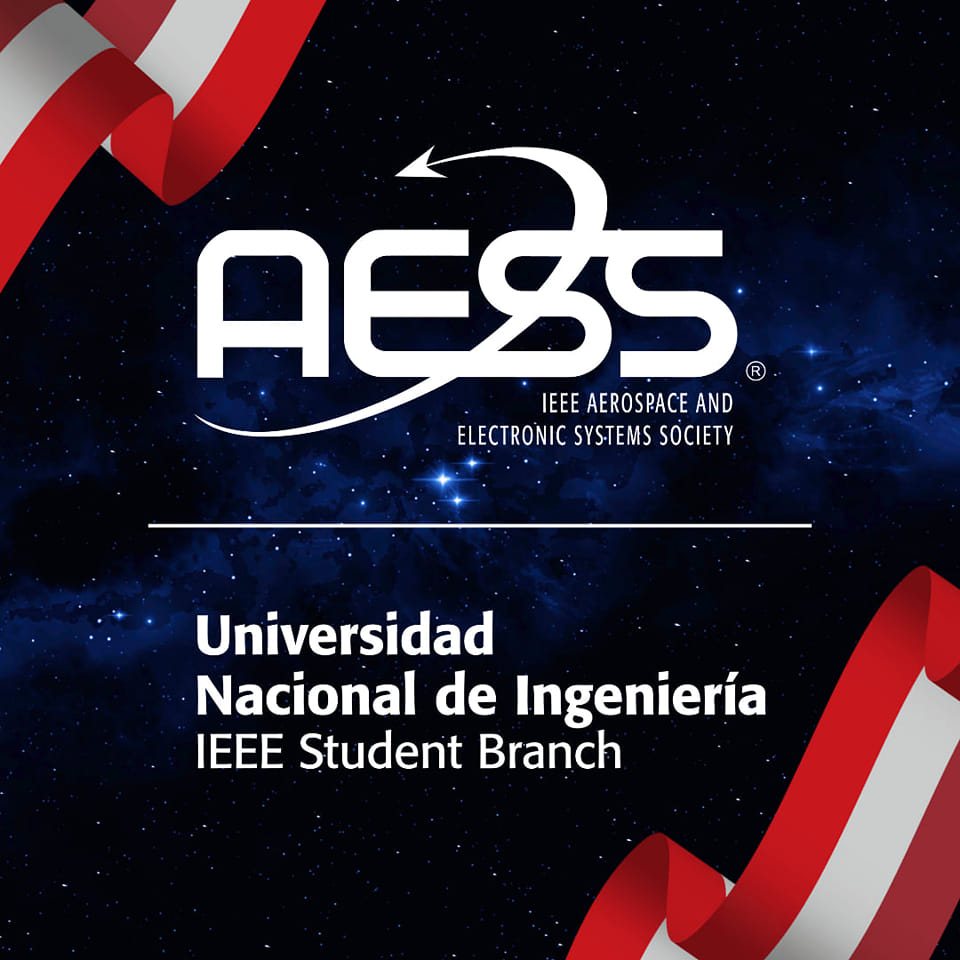 AESS
®
IEEE AEROSPACE AND
ELECTRONIC SYSTEMS SOCIETY
Universidad
Nacional de Ingeniería
IEEE Student Branch